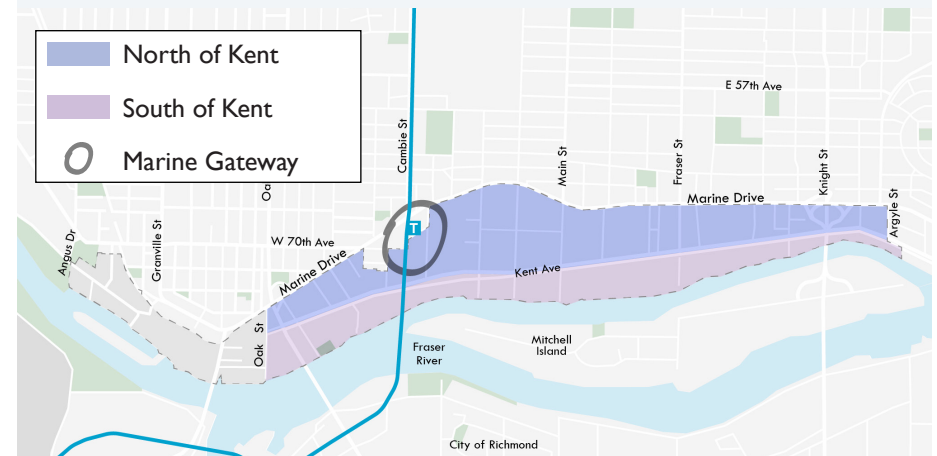 North of Kent
South of Kent
Marine Gateway
E 57th Ave
Cambie St
Main St
Fraser St
Knight St
Argyle St
Marine Drive
Oa
Granville St
Angus Dr
W 70th Ave
Marine Drive
T
Kent Ave
Oak St
Fraser
River
Mitchell
Island
City of Richmond